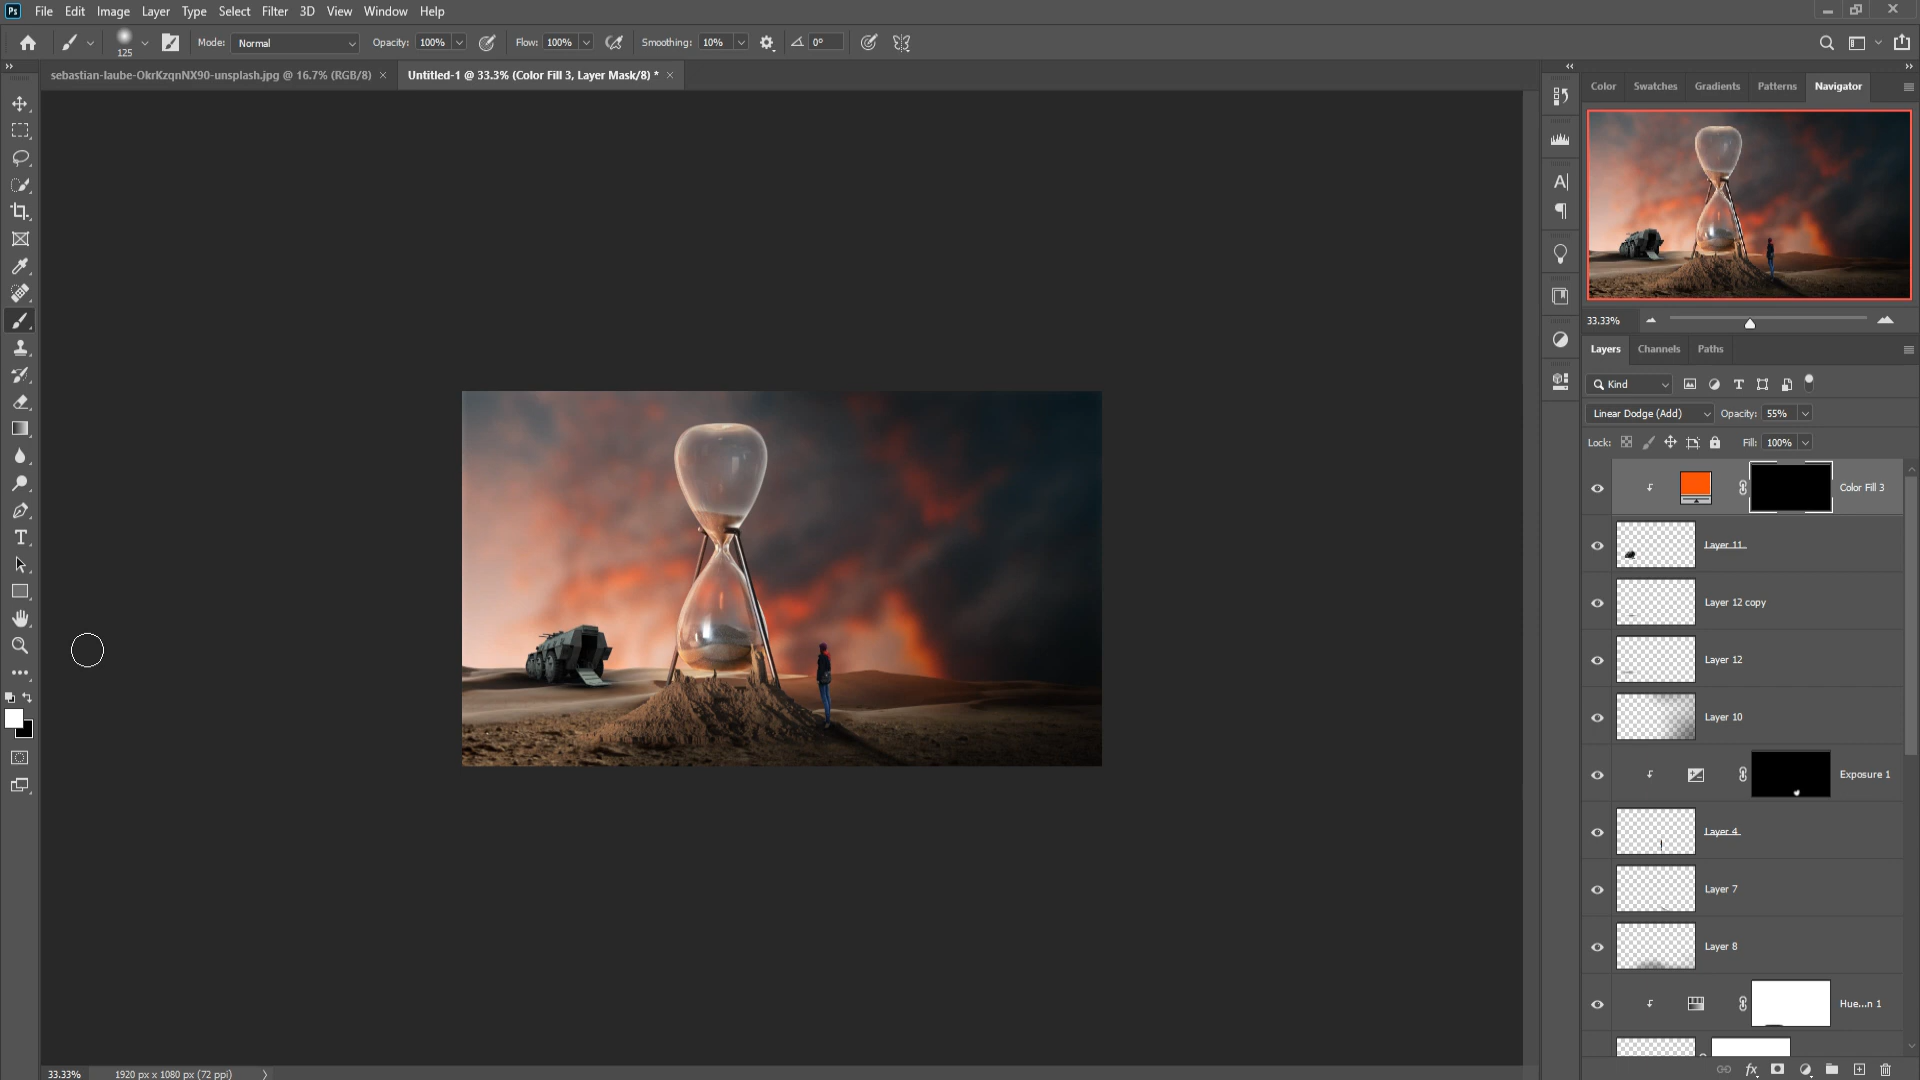 Ps File Edit Image Layer Type Select Filter 3D View Window Help
125 Mode: Normal Opacity: 100% Flow: 100% Smoothing: 10% 0°
sebastian-laube-OkrKzqnNX90-unsplash.jpg @ 16.7% (RGB/8) × Untitled-1 @ 33.3% (Color Fill 3, Layer Mask/8) * ×
Color Swatches Gradients Patterns Navigator
33.33%
Layers Channels Paths
Kind
Linear Dodge (Add) Opacity: 55%
Lock: Fill: 100%
Color Fill 3
Layer 11
Layer 12 copy
Layer 12
Layer 10
Exposure 1
Layer 4
Layer 7
Layer 8
Hue...n 1
33.33% 1920 px x 1080 px (72 ppi)